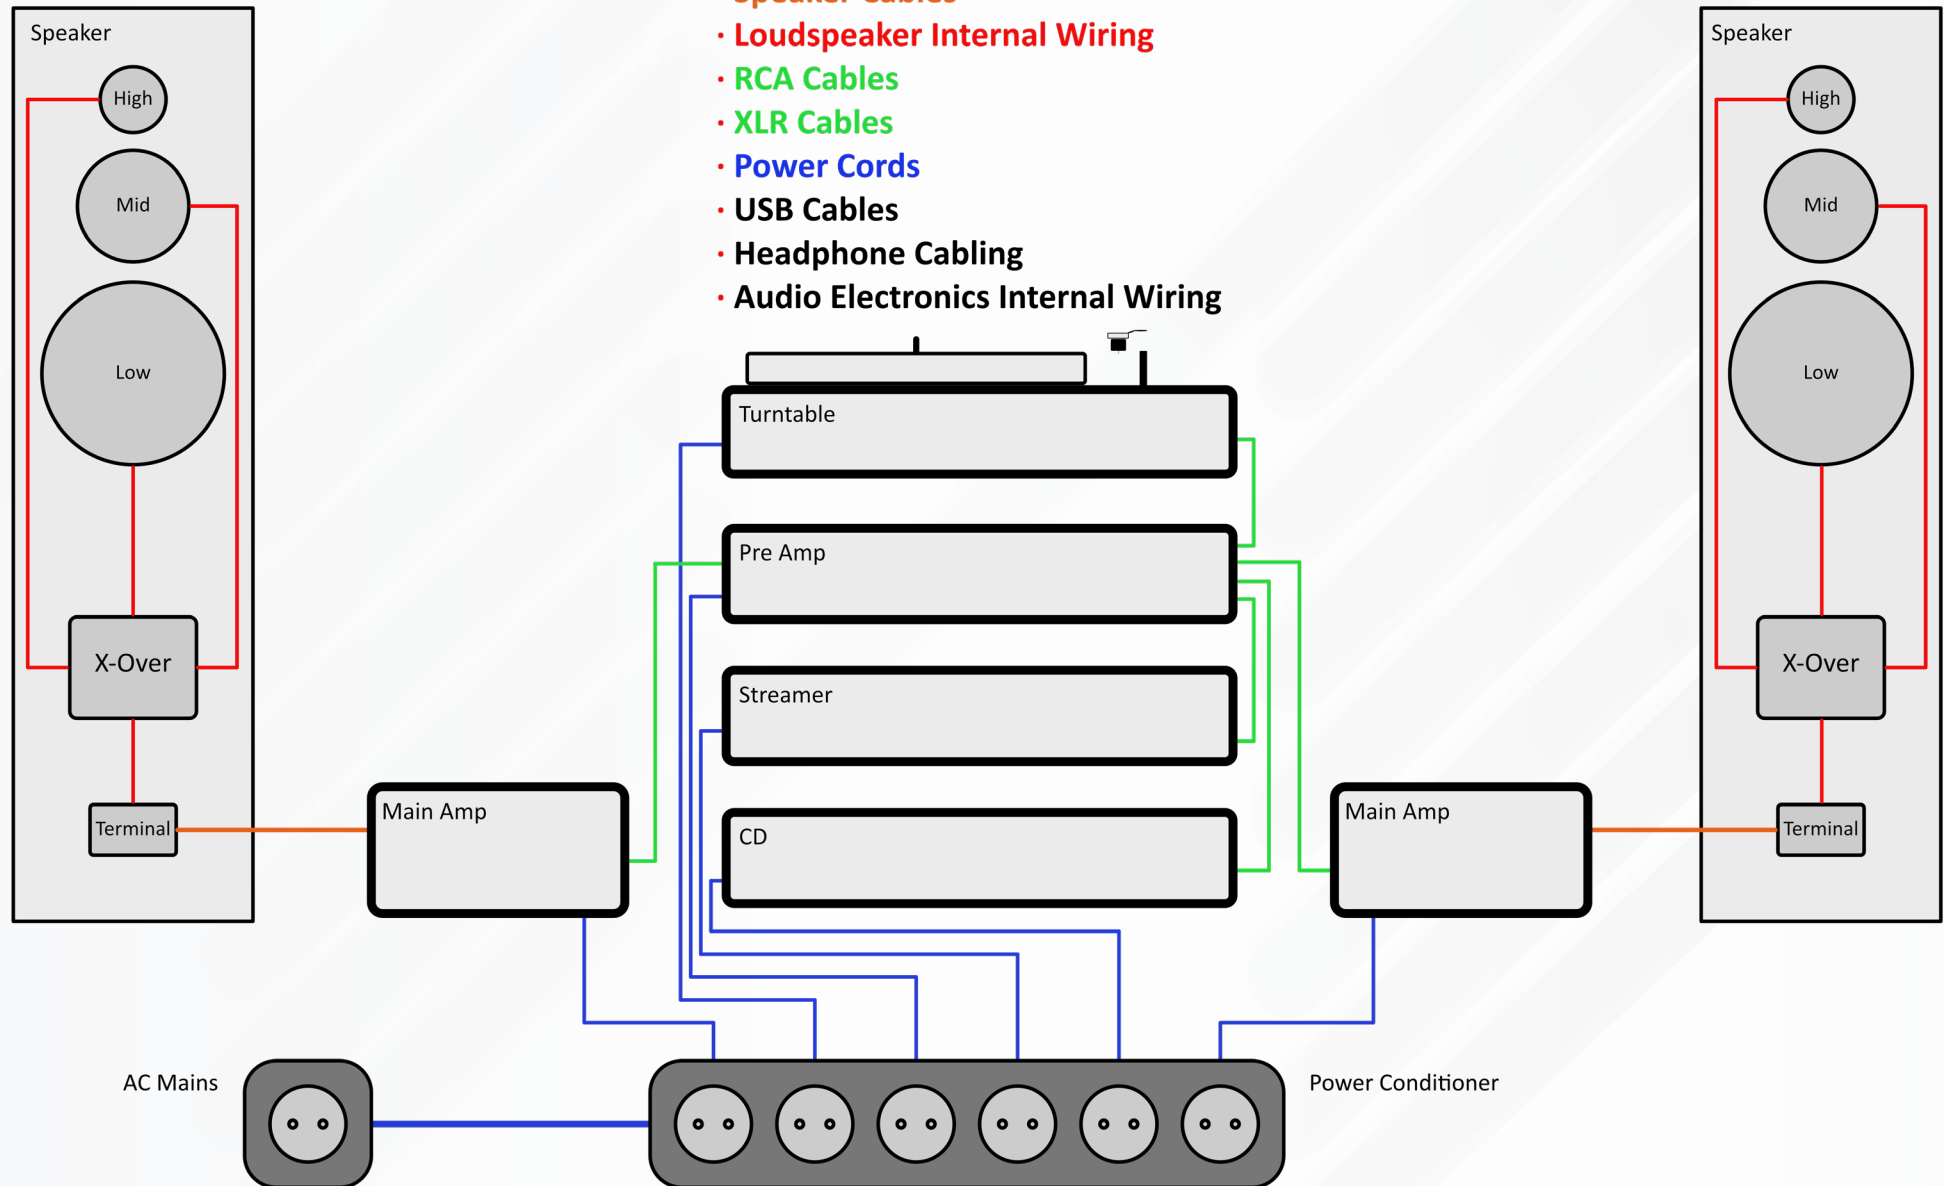 Speaker Cables
· Loudspeaker Internal Wiring
· RCA Cables
· XLR Cables
· Power Cords
· USB Cables
· Headphone Cabling
· Audio Electronics Internal Wiring
Speaker
High
Mid
Low
X-Over
Terminal
Main Amp
Turntable
Pre Amp
Streamer
CD
Main Amp
Speaker
High
Mid
Low
X-Over
Terminal
AC Mains
Power Conditioner